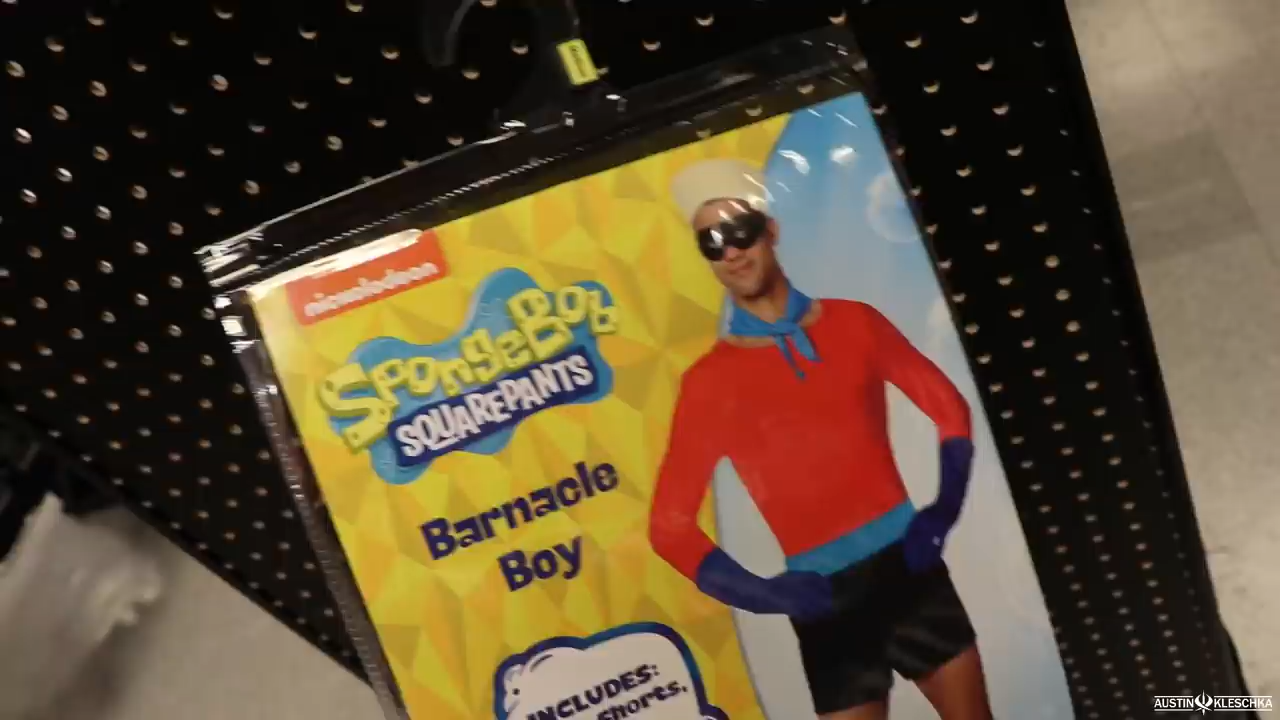 nickelodeon
SPONGEBOB
SQUAREPANTS
Barnacle
Boy
INCLUDES:
Shorts,
AUSTIN KLESCHKA